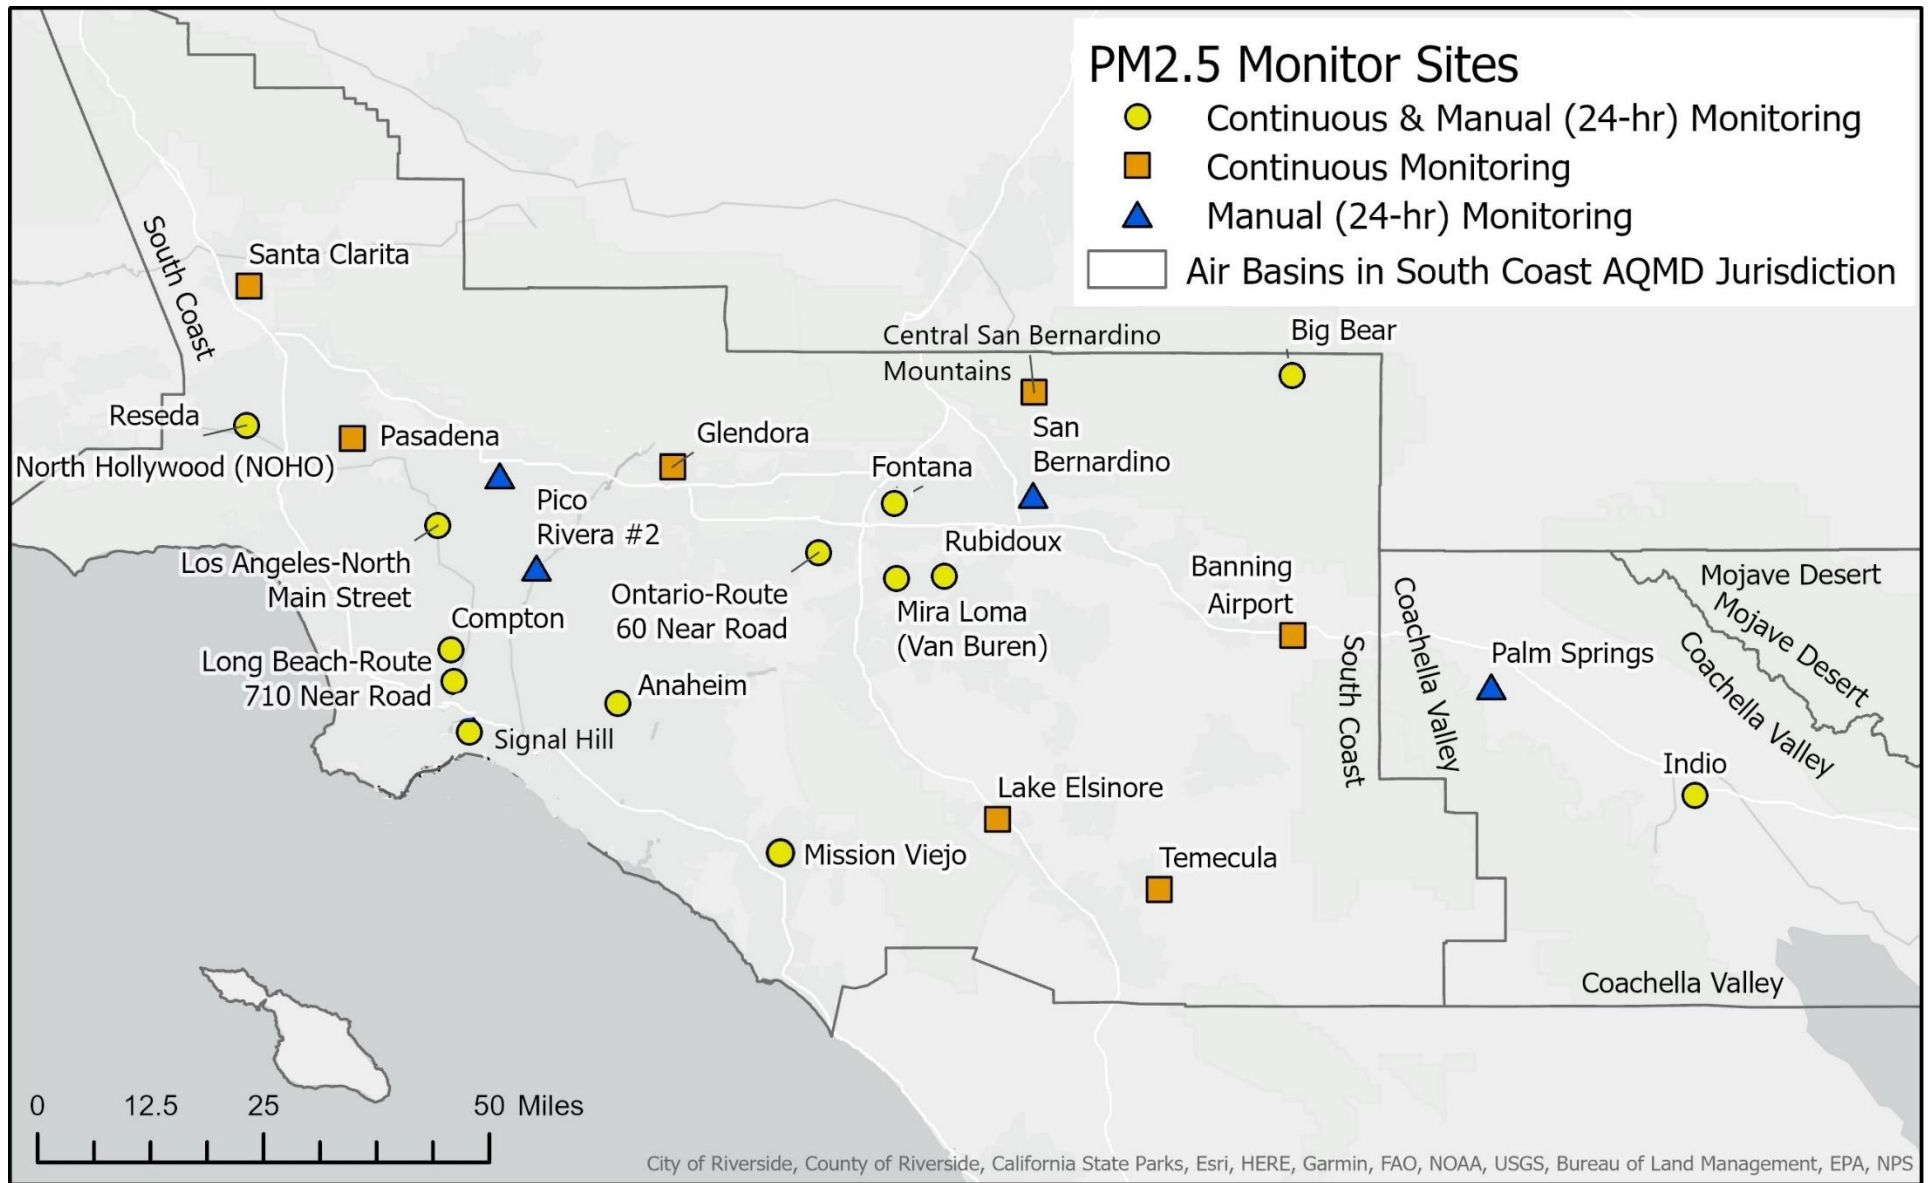 PM2.5 Monitor Sites
Continuous & Manual (24-hr) Monitoring
Continuous Monitoring
Manual (24-hr) Monitoring
Air Basins in South Coast AQMD Jurisdiction
South Coast
Santa Clarita
Central San Bernardino
Mountains
Big Bear
Reseda
North Hollywood (NOHO)
Pasadena
Glendora
Fontana
San
Bernardino
Pico
Rivera #2
Los Angeles-North
Main Street
Ontario-Route
60 Near Road
Rubidoux
Mira Loma
(Van Buren)
Banning
Airport
Compton
Long Beach-Route
710 Near Road
Anaheim
Signal Hill
South Coast
Coachella Valley
Mojave Desert
Mojave Desert
Coachella Valley
Palm Springs
Indio
Lake Elsinore
Mission Viejo
Temecula
Coachella Valley
0 12.5 25 50 Miles
City of Riverside, County of Riverside, California State Parks, Esri, HERE, Garmin, FAO, NOAA, USGS, Bureau of Land Management, EPA, NPS